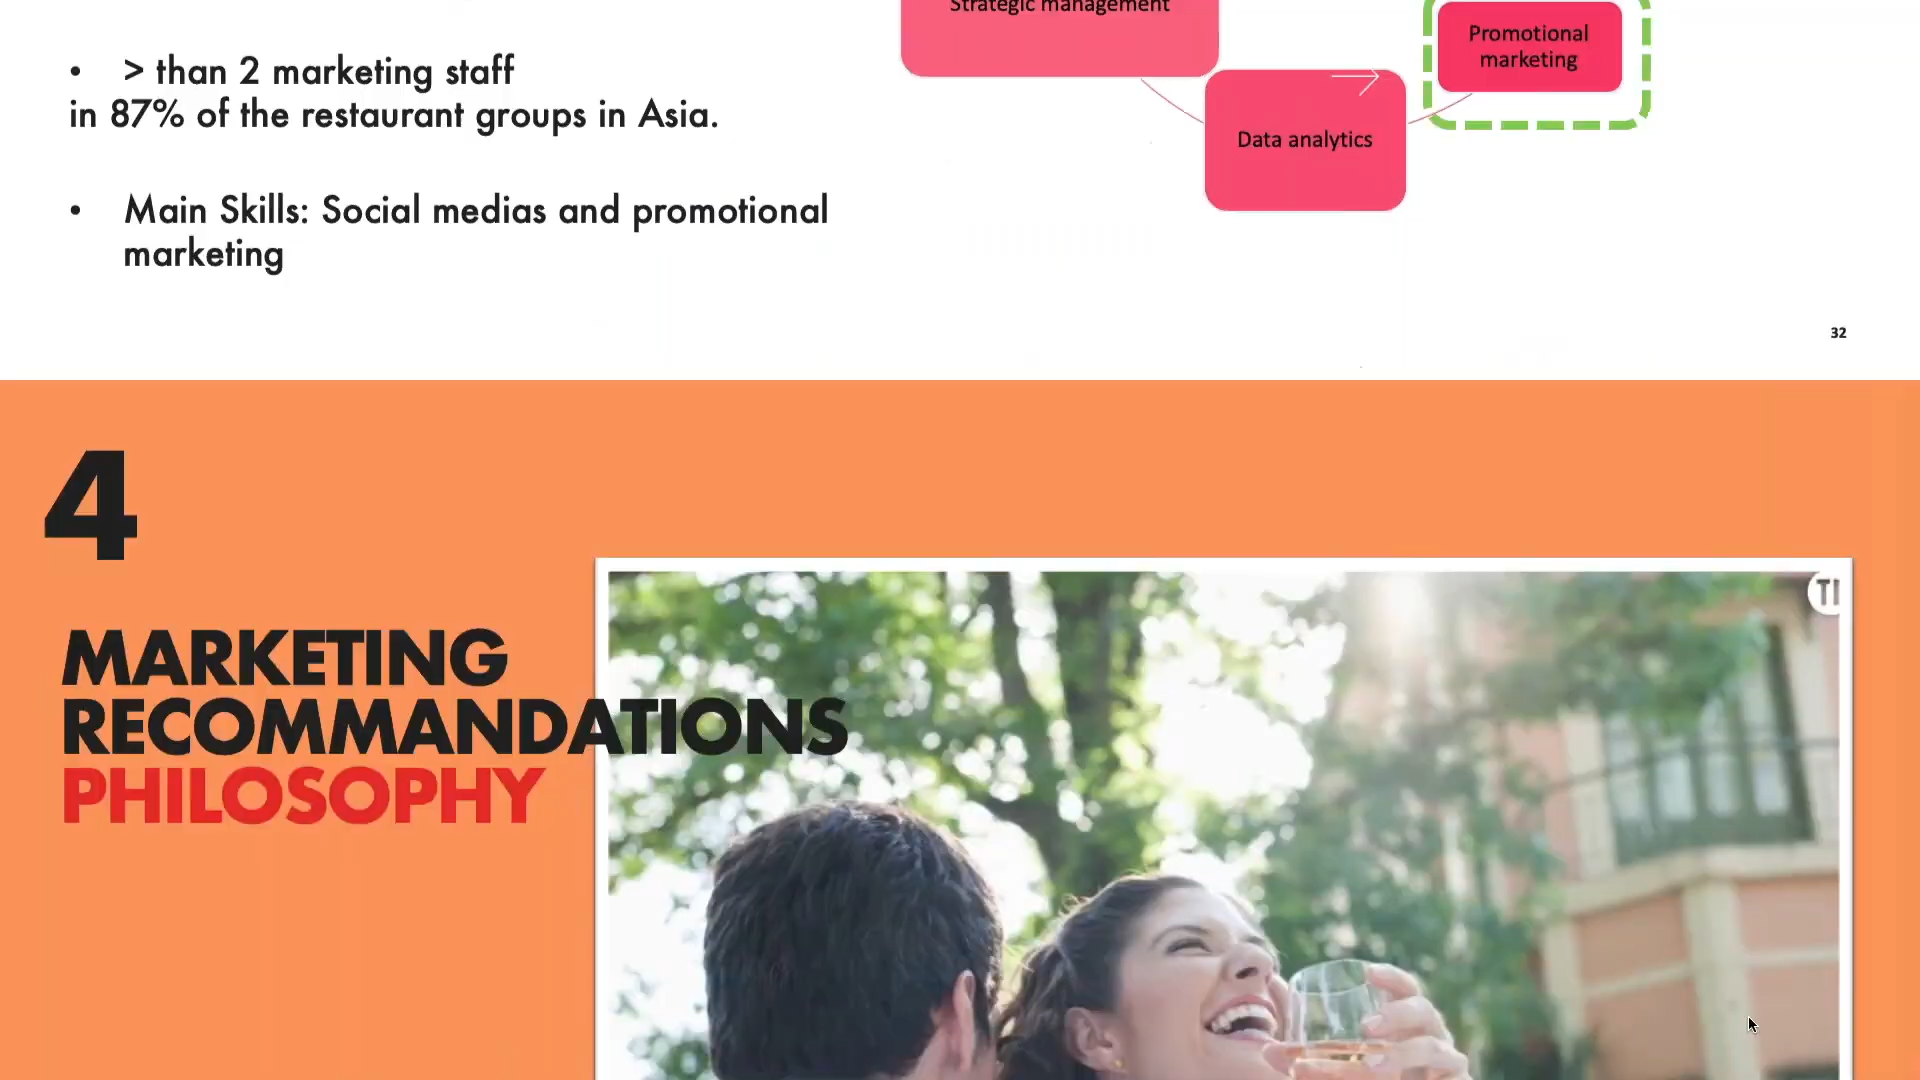 Strategic management
Promotional
marketing
• > than 2 marketing staff
in 87% of the restaurant groups in Asia.
Data analytics
• Main Skills: Social medias and promotional
marketing
32
4
MARKETING
RECOMMANDATIONS
PHILOSOPHY
TI